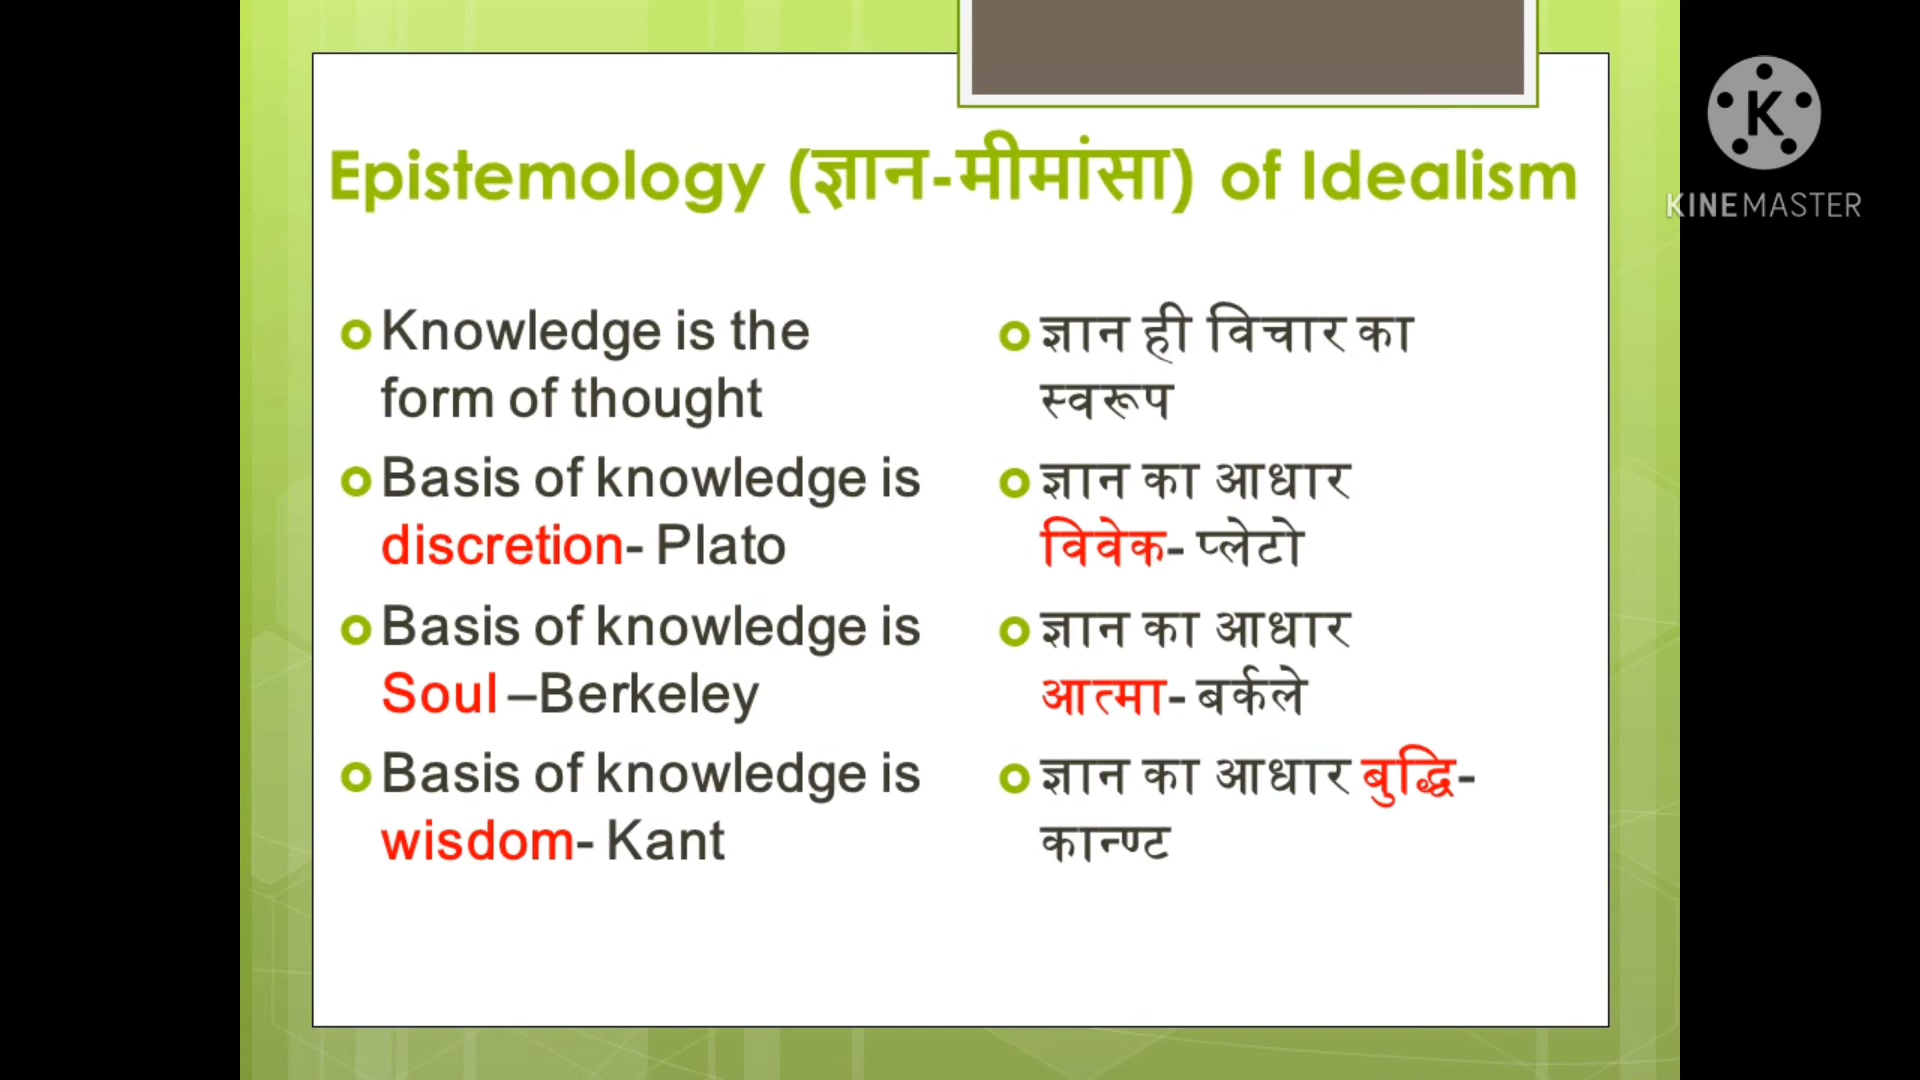 Epistemology (ज्ञान-मीमांसा) of Idealism
Knowledge is the
form of thought
Basis of knowledge is
discretion- Plato
Basis of knowledge is
Soul –Berkeley
Basis of knowledge is
wisdom- Kant
ज्ञान ही विचार का
स्वरूप
ज्ञान का आधार
विवेक- प्लेटो
ज्ञान का आधार
आत्मा- बर्कले
ज्ञान का आधार बुद्धि-
कान्ण्ट
K
KINEMASTER